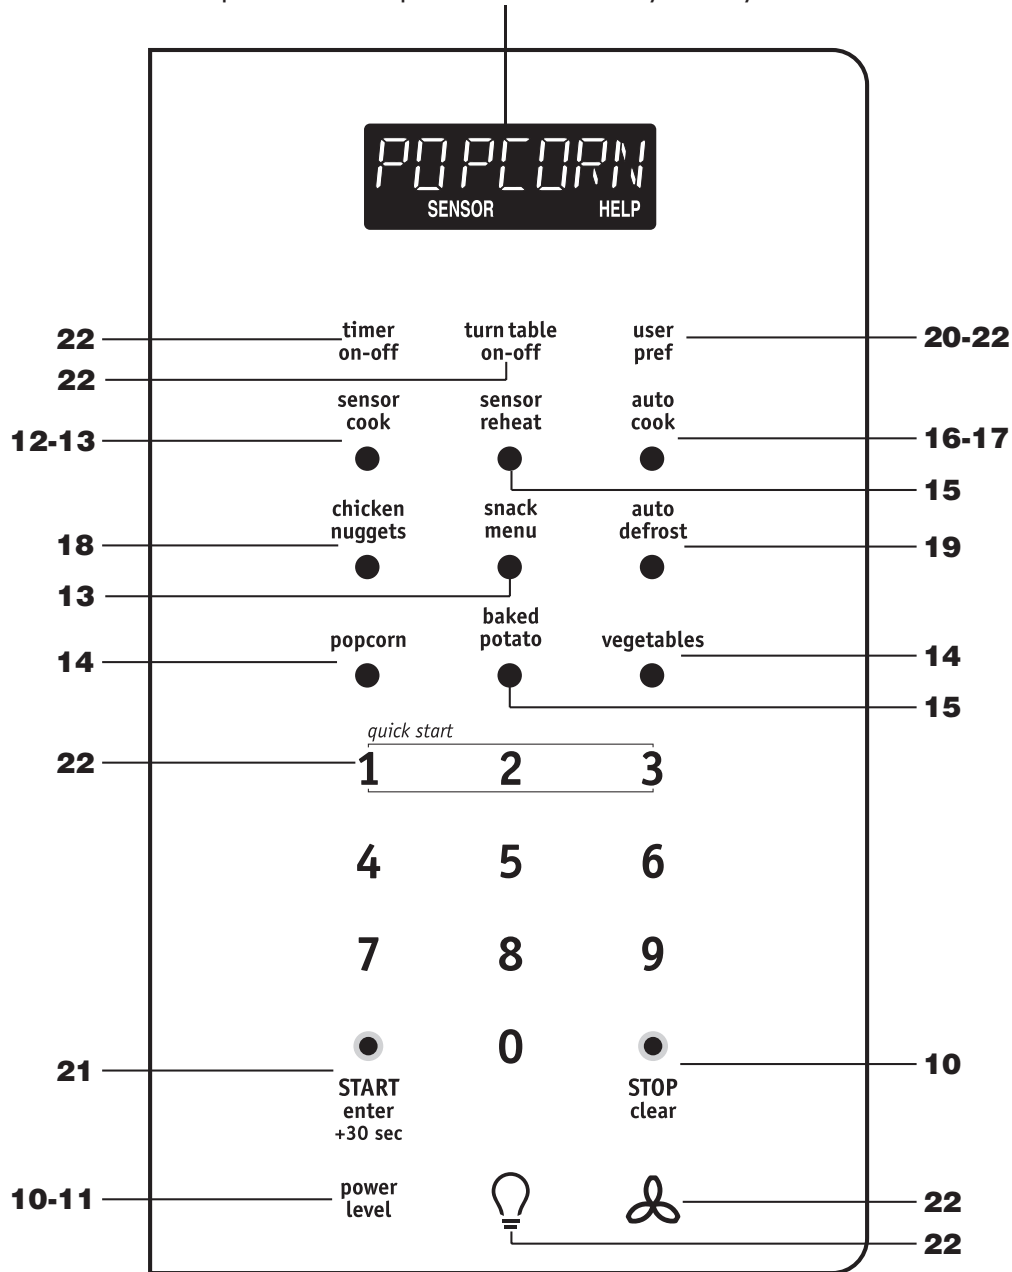 POPCORN
SENSOR HELP
22 timer on-off
turn table on-off
user pref 20-22
22
12-13 sensor cook
sensor reheat
auto cook 16-17
15
18 chicken nuggets
snack menu
auto defrost 19
13
14 popcorn
baked potato
vegetables 14
15
quick start
22 1 2 3
4 5 6
7 8 9
0
21 START
enter
+30 sec
STOP 10
clear
10-11 power level
22
22